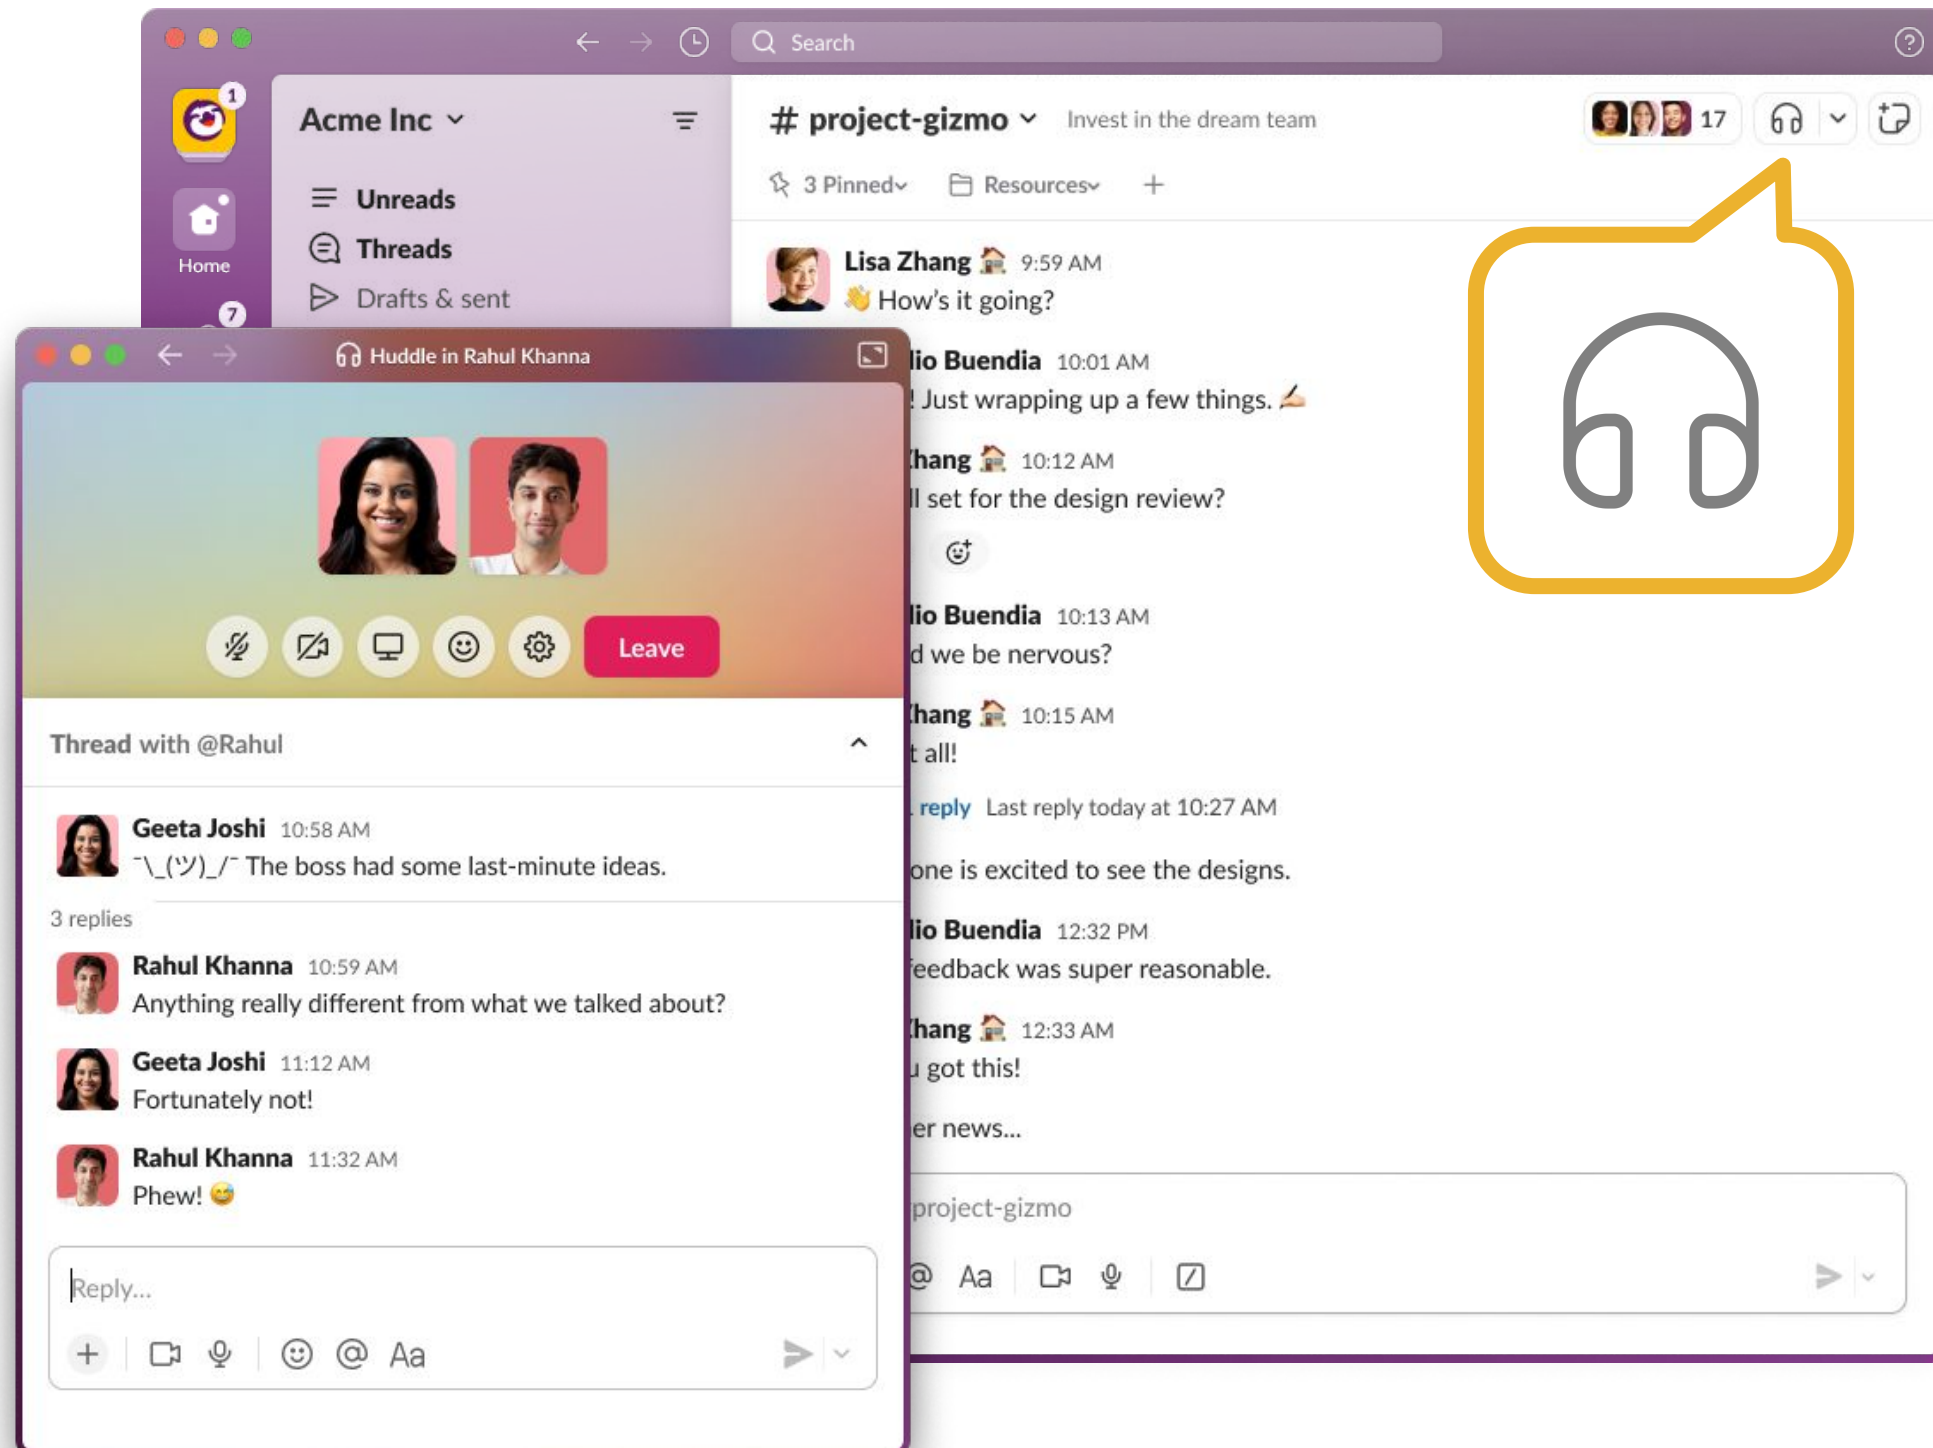 Search
1
Acme Inc
# project-gizmo
Invest in the dream team
17
3 Pinned
Resources
Unreads
Threads
Drafts & sent
Home
7
Lisa Zhang 9:59 AM
👋 How's it going?
lio Buendia 10:01 AM
! Just wrapping up a few things. ✍🏻
hang 10:12 AM
ll set for the design review?
lio Buendia 10:13 AM
d we be nervous?
hang 10:15 AM
t all!
reply Last reply today at 10:27 AM
one is excited to see the designs.
lio Buendia 12:32 PM
feedback was super reasonable.
hang 12:33 AM
u got this!
er news...
project-gizmo
@ Aa
Huddle in Rahul Khanna
Leave
Thread with @Rahul
Geeta Joshi 10:58 AM
¯\_(ツ)_/¯ The boss had some last-minute ideas.
3 replies
Rahul Khanna 10:59 AM
Anything really different from what we talked about?
Geeta Joshi 11:12 AM
Fortunately not!
Rahul Khanna 11:32 AM
Phew! 😅
Reply...
@ Aa